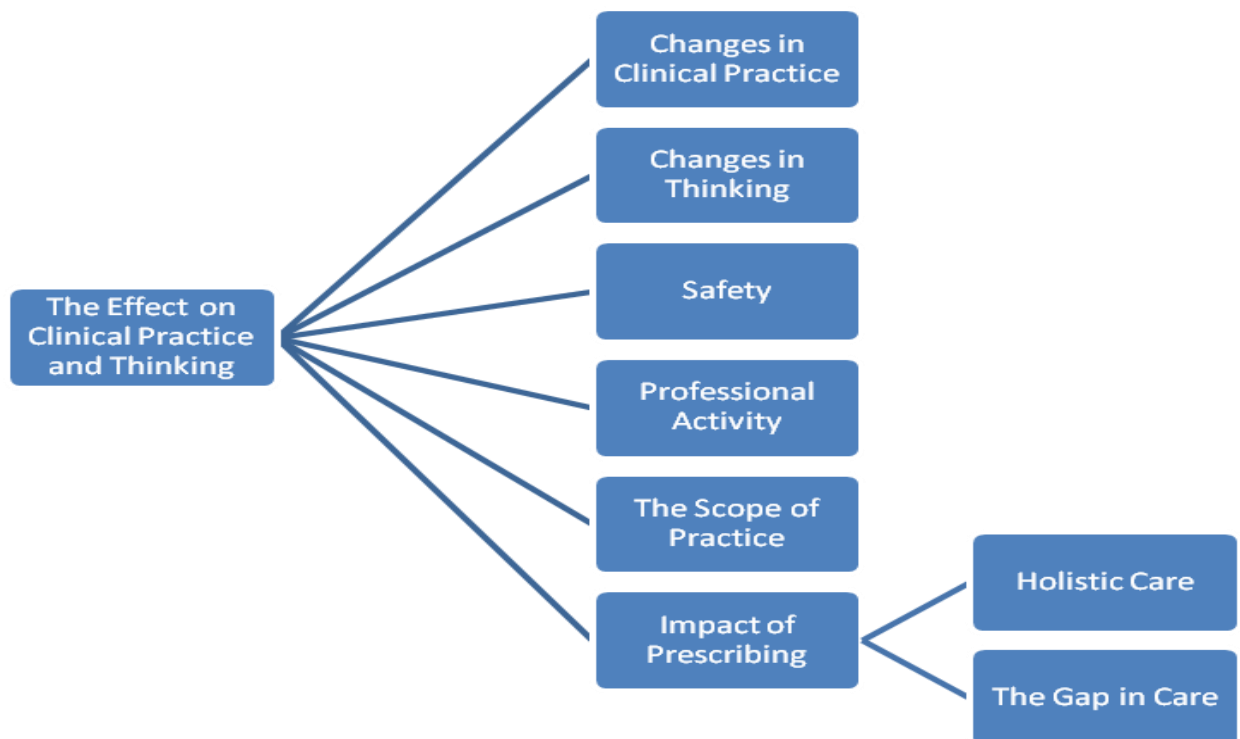 Changes in
Clinical Practice
Changes in
Thinking
Safety
The Effect on
Clinical Practice
and Thinking
Professional
Activity
The Scope of
Practice
Impact of
Prescribing
Holistic Care
The Gap in Care